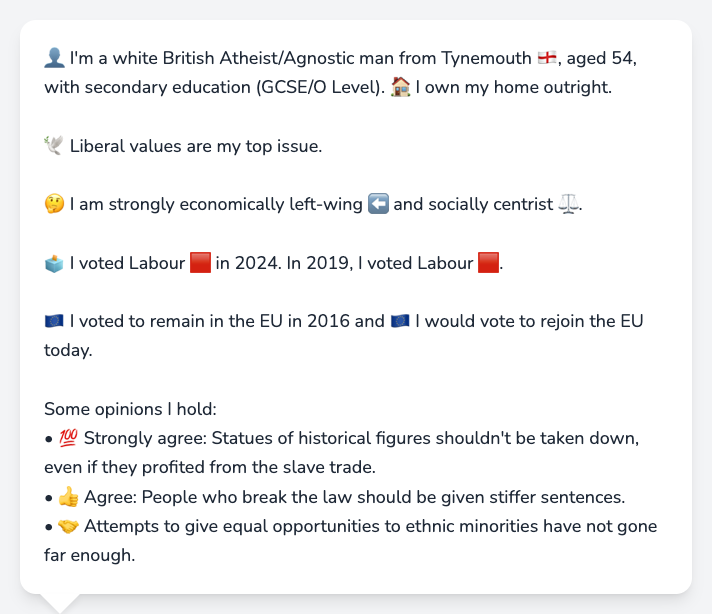 👤 I'm a white British Atheist/Agnostic man from Tynemouth 🏴󠁧󠁢󠁥󠁮󠁧󠁿, aged 54,
with secondary education (GCSE/O Level). 🏠 I own my home outright.
🕊️ Liberal values are my top issue.
🤔 I am strongly economically left-wing ⬅️ and socially centrist ⚖️.
🗳️ I voted Labour 🟥 in 2024. In 2019, I voted Labour 🟥.
🇪🇺 I voted to remain in the EU in 2016 and 🇪🇺 I would vote to rejoin the EU
today.
Some opinions I hold:
• 💯 Strongly agree: Statues of historical figures shouldn't be taken down,
even if they profited from the slave trade.
• 👍 Agree: People who break the law should be given stiffer sentences.
• 🤝 Attempts to give equal opportunities to ethnic minorities have not gone
far enough.